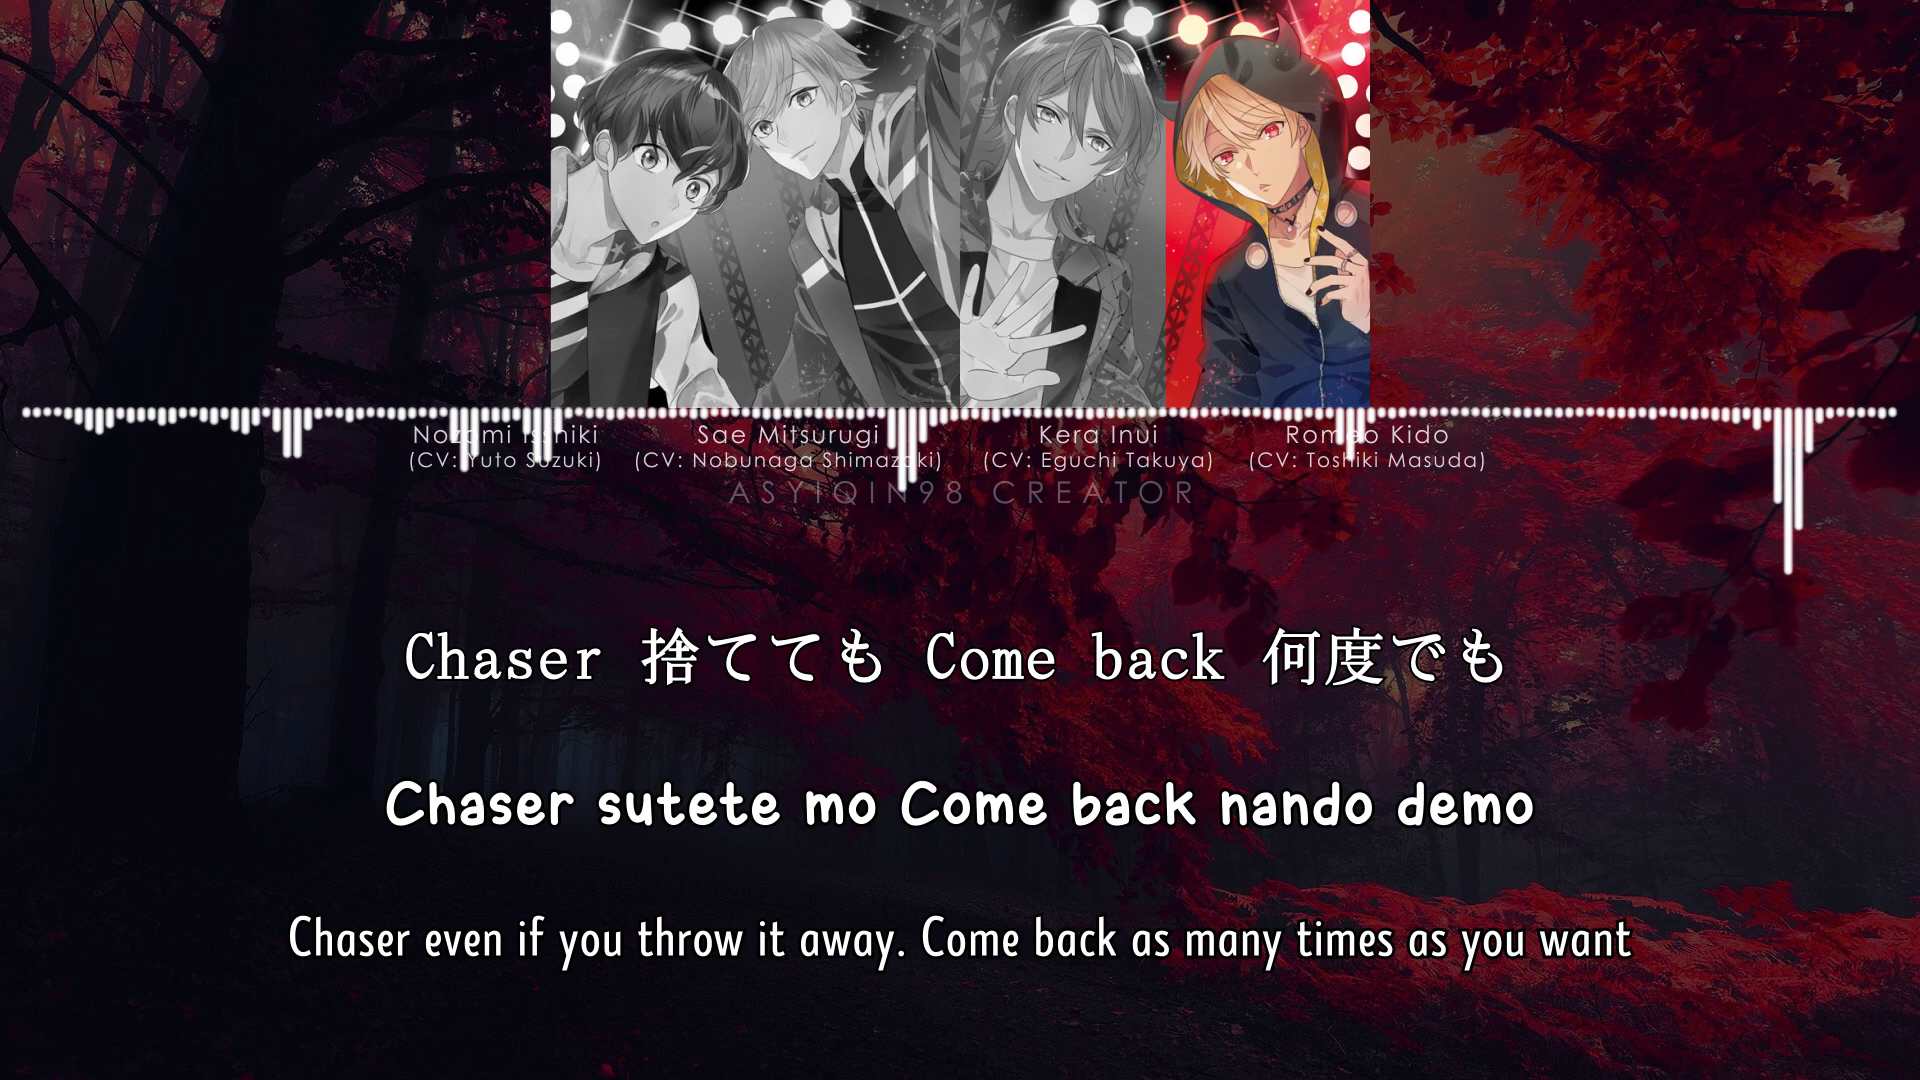 Nozomi Isshiki
(CV: Yuto Suzuki)
Sae Mitsurugi
(CV: Nobunaga Shimazaki)
Kera Inui
(CV: Eguchi Takuya)
Romeo Kido
(CV: Toshiki Masuda)
ASYIQIN98 CREATOR
Chaser 捨てても Come back 何度でも
Chaser sutete mo Come back nando demo
Chaser even if you throw it away. Come back as many times as you want